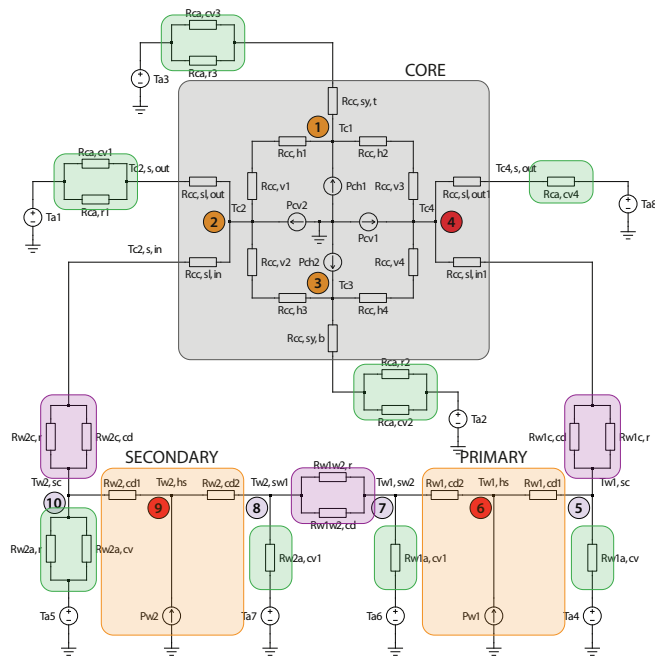 Rca, cv3
Rca, r3
Ta3
CORE
Rcc, sy, t
1
Tc1
Rcc, h1
Rcc, h2
Rca, cv1
Tc2, s, out
Tc4, s, out
Rcc, sl, out
Rcc, v1
Pch1
Rcc, v3
Rcc, sl, out1
Rca, cv4
Rca, r1
Ta1
Tc2
Pcv2
Tc4
Ta8
2
4
Pcv1
Tc2, s, in
Rcc, sl, in
Rcc, v2
Pch2
Rcc, v4
Rcc, sl, in1
3
Tc3
Rcc, h3
Rcc, h4
Rcc, sy, b
Rca, r2
Rca, cv2
Ta2
Rw2c, r
Rw2c, cd
Rw1c, cd
Rw1c, r
SECONDARY
PRIMARY
Rw1w2, r
Tw2, sc
Rw2, cd1
Tw2, hs
Rw2, cd2
Tw2, sw1
Tw1, sw2
Rw1, cd2
Tw1, hs
Rw1, cd1
Tw1, sc
10
9
8
7
6
5
Rw1w2, cd
Rw2a, r
Rw2a, cv
Rw2a, cv1
Rw1a, cv1
Rw1a, cv
Ta5
Pw2
Ta7
Ta6
Pw1
Ta4